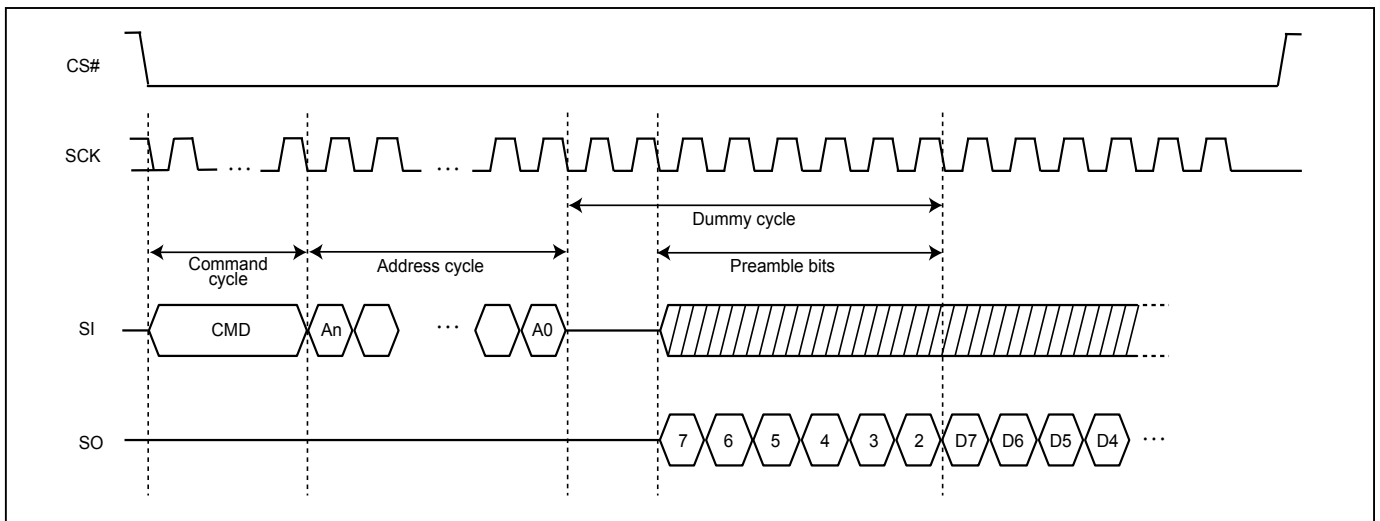 CS#
SCK
... ...
Dummy cycle
Command cycle
Address cycle
Preamble bits
SI
CMD
An
...
A0
SO
7 6 5 4 3 2 D7 D6 D5 D4 ...